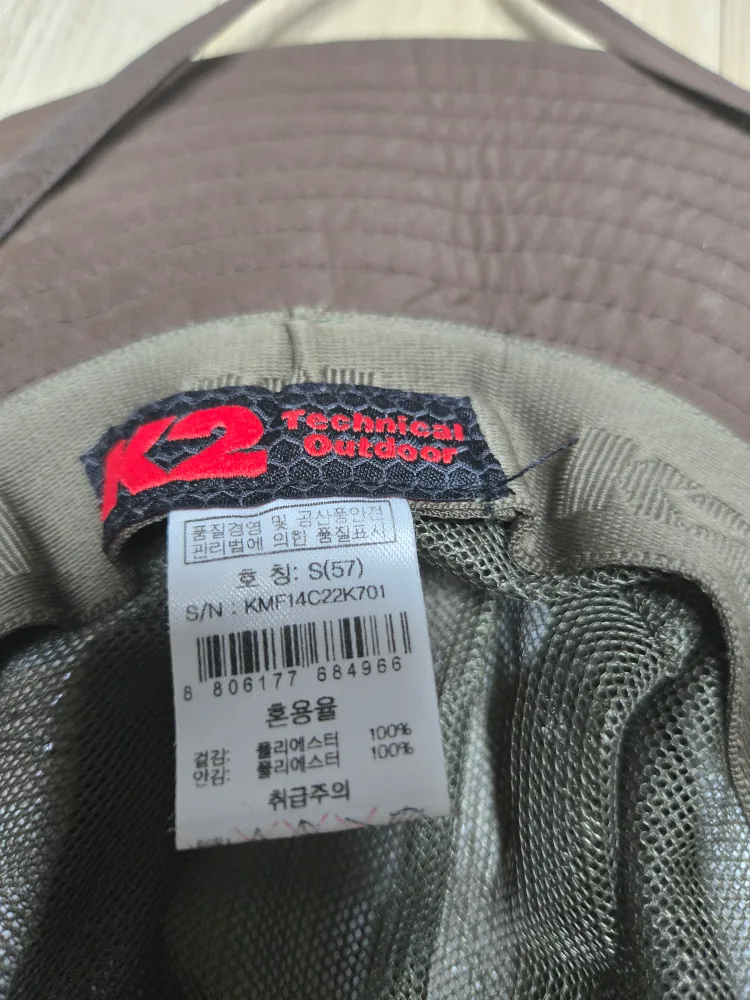 K2 Technical
Outdoor
품질경영 및 공산품안전
관리법에 의한 품질표시
호 칭: S(57)
S/N : KMF14C22K701
8 806177 684966
혼용율
겉감: 폴리에스터 100%
안감: 폴리에스터 100%
취급주의